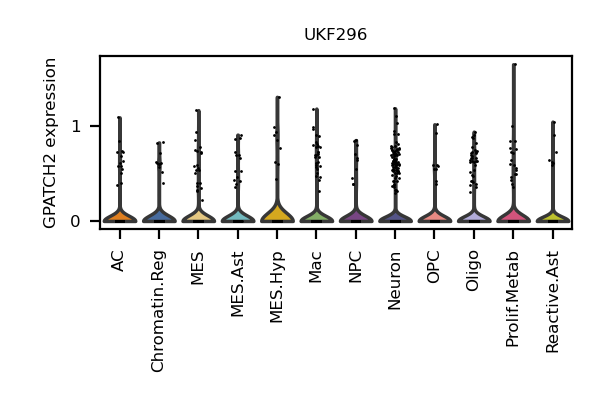 UKF296
GPATCH2 expression
1
0
AC
Chromatin.Reg
MES
MES.Ast
MES.Hyp
Mac
NPC
Neuron
OPC
Oligo
Prolif.Metab
Reactive.Ast